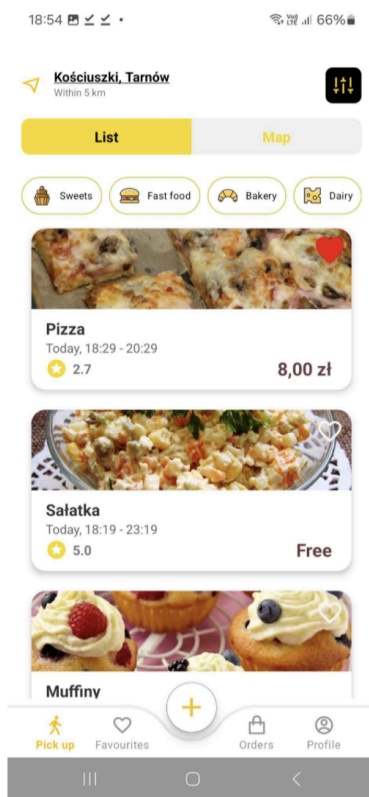 18:54 66%
Kościuszki, Tarnów
Within 5 km
List Map
Sweets Fast food Bakery Dairy
Pizza
Today, 18:29 - 20:29
2.7 8,00 zł
Sałatka
Today, 18:19 - 23:19
5.0 Free
Muffiny
Pick up Favourites Orders Profile